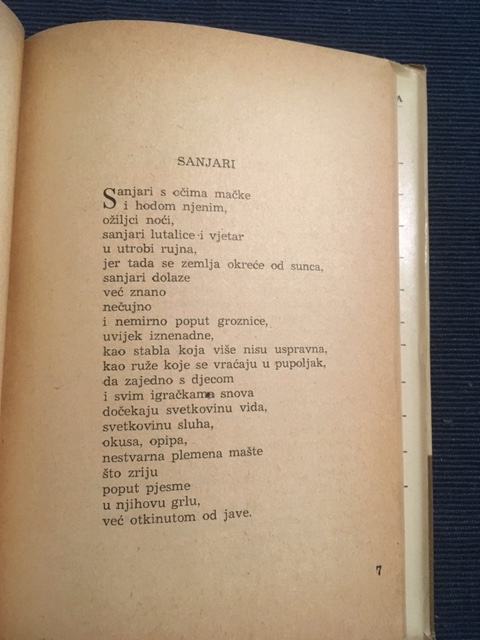 SANJARI
Sanjari s očima mačke
i hodom njenim,
ožiljci noći,
sanjari lutalice i vjetar
u utrobi rujna,
jer tada se zemlja okreće od sunca,
sanjari dolaze
već znano
nečujno
i nemirno poput groznice,
uvijek iznenadne,
kao stabla koja više nisu uspravna,
kao ruže koje se vraćaju u pupoljak,
da zajedno s djecom
i svim igračkama snova
dočekaju svetkovinu vida,
svetkovinu sluha,
okusa, opipa,
nestvarna plemena mašte
što zriju
poput pjesme
u njihovu grlu,
već otkinutom od jave.
7